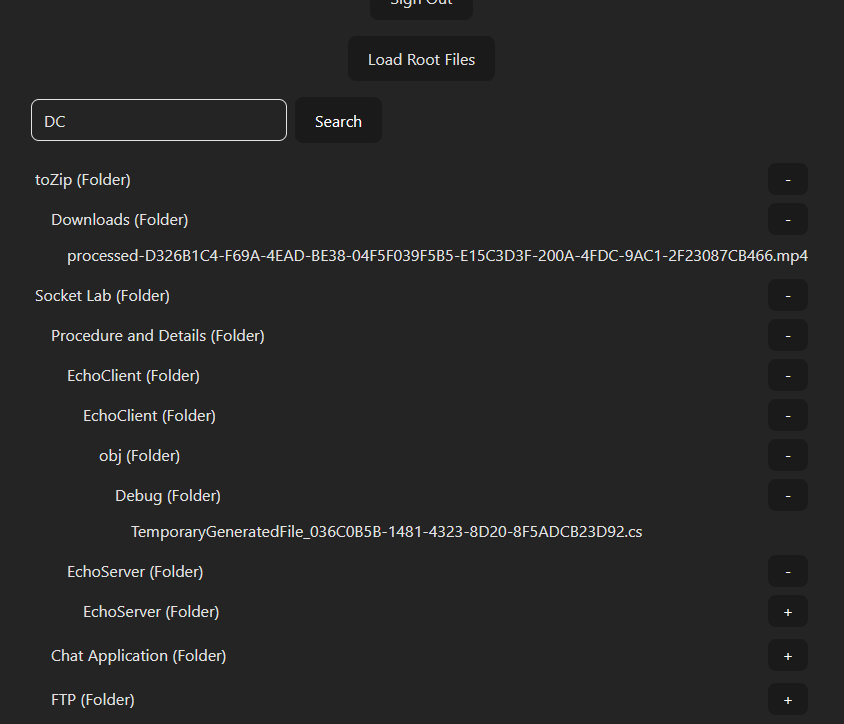 Sign Out
Load Root Files
DC
Search
toZip (Folder)
-
Downloads (Folder)
-
processed-D326B1C4-F69A-4EAD-BE38-04F5F039F5B5-E15C3D3F-200A-4FDC-9AC1-2F23087CB466.mp4
Socket Lab (Folder)
-
Procedure and Details (Folder)
-
EchoClient (Folder)
-
EchoClient (Folder)
-
obj (Folder)
-
Debug (Folder)
-
TemporaryGeneratedFile_036C0B5B-1481-4323-8D20-8F5ADCB23D92.cs
EchoServer (Folder)
-
EchoServer (Folder)
+
Chat Application (Folder)
+
FTP (Folder)
+